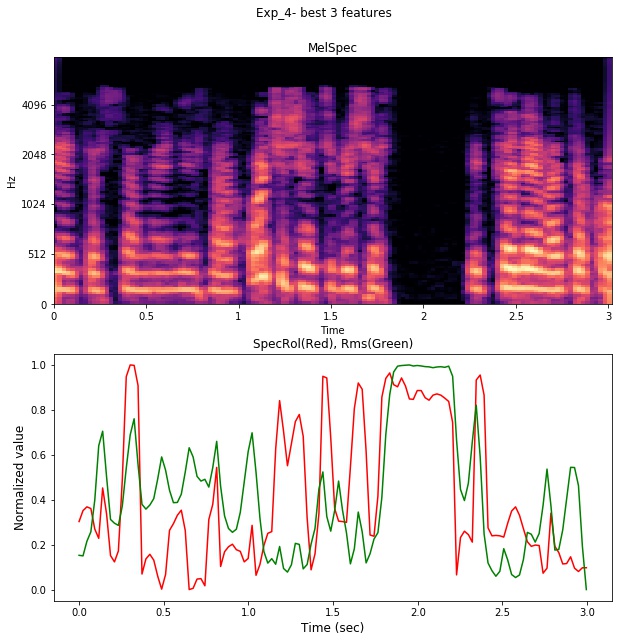 Exp_4- best 3 features
MelSpec
4096
2048
1024
512
0
Hz
0 0.5 1 1.5 2 2.5 3
Time
SpecRol(Red), Rms(Green)
1.0
0.8
0.6
0.4
0.2
0.0
Normalized value
0.0 0.5 1.0 1.5 2.0 2.5 3.0
Time (sec)